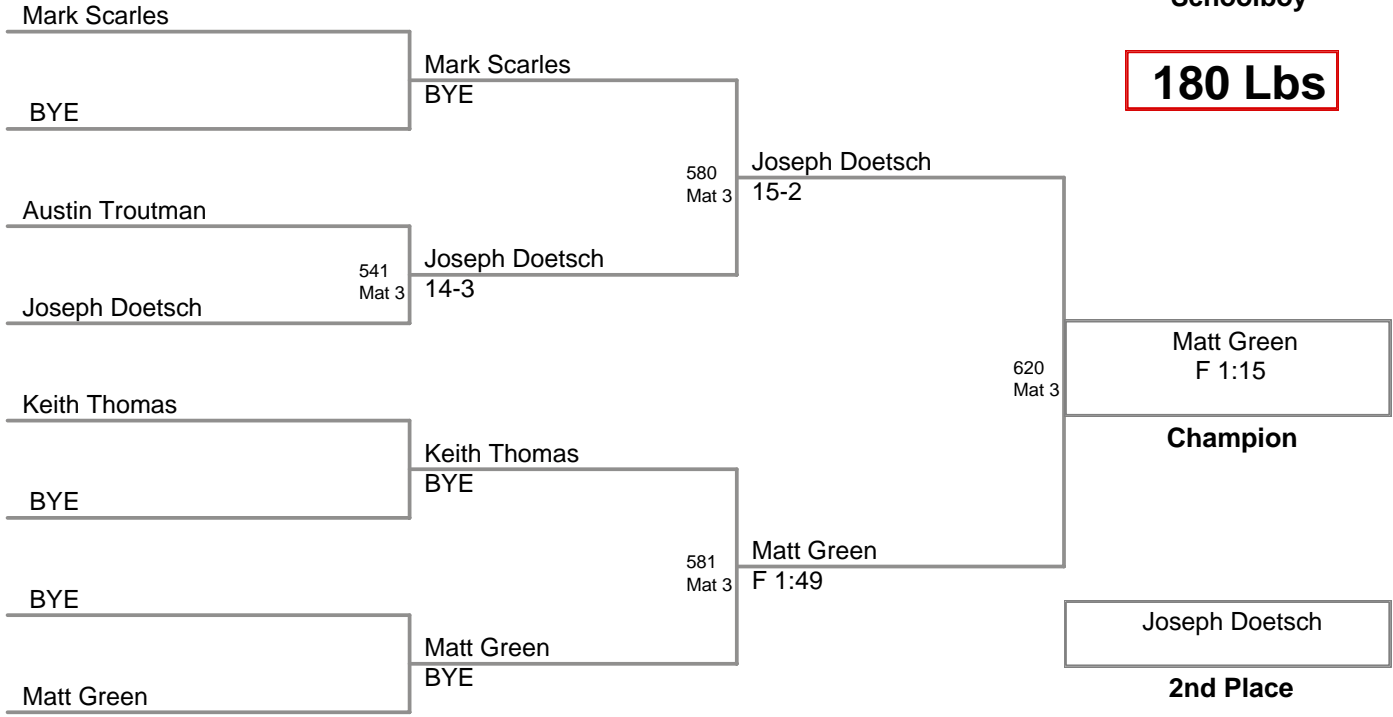 Schoolboy
180 Lbs
Mark Scarles
BYE
Mark Scarles
BYE
Austin Troutman
Joseph Doetsch
541
Mat 3
Joseph Doetsch
14-3
580
Mat 3
Joseph Doetsch
15-2
Keith Thomas
BYE
Keith Thomas
BYE
BYE
Matt Green
Matt Green
BYE
581
Mat 3
Matt Green
F 1:49
620
Mat 3
Matt Green
F 1:15
Champion
Joseph Doetsch
2nd Place